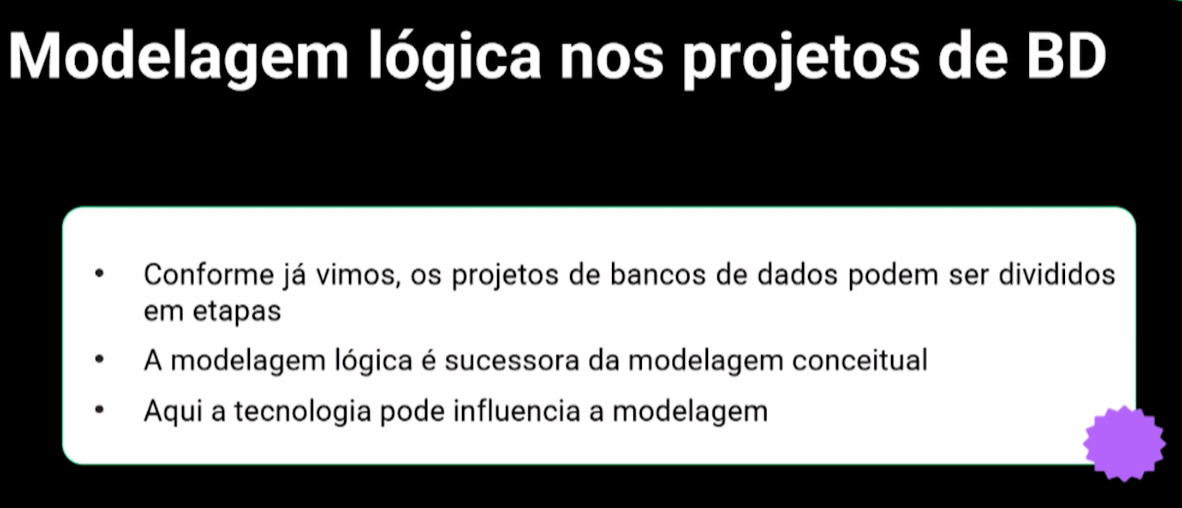 Modelagem lógica nos projetos de BD
• Conforme já vimos, os projetos de bancos de dados podem ser divididos
em etapas
• A modelagem lógica é sucessora da modelagem conceitual
• Aqui a tecnologia pode influencia a modelagem